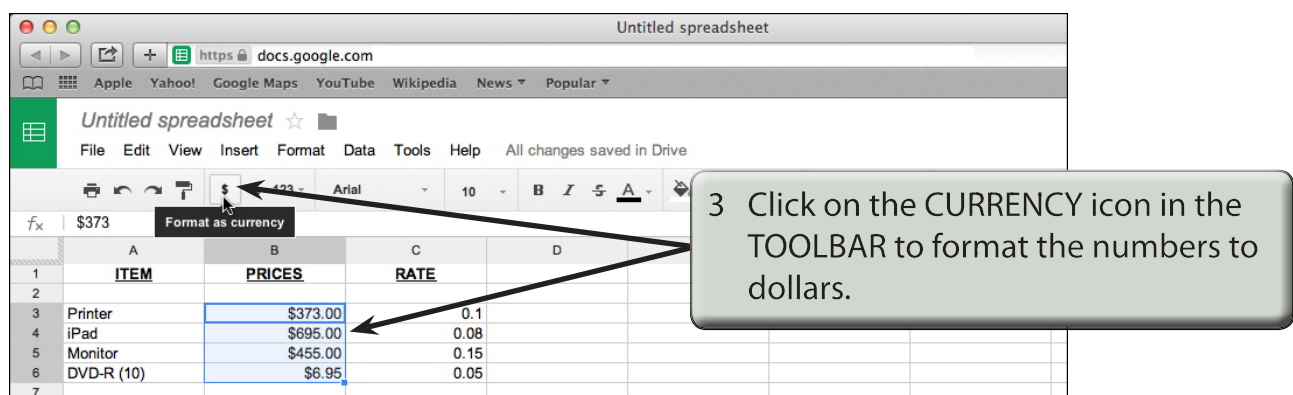 Untitled spreadsheet
https docs.google.com
Apple Yahoo! Google Maps YouTube Wikipedia News Popular
Untitled spreadsheet
File Edit View Insert Format Data Tools Help All changes saved in Drive
$ 123 Arial 10 B I S A
fx $373 Format as currency
A B C D
1 ITEM PRICES RATE
2
3 Printer $373.00 0.1
4 iPad $695.00 0.08
5 Monitor $455.00 0.15
6 DVD-R (10) $6.95 0.05
7
3 Click on the CURRENCY icon in the
TOOLBAR to format the numbers to
dollars.